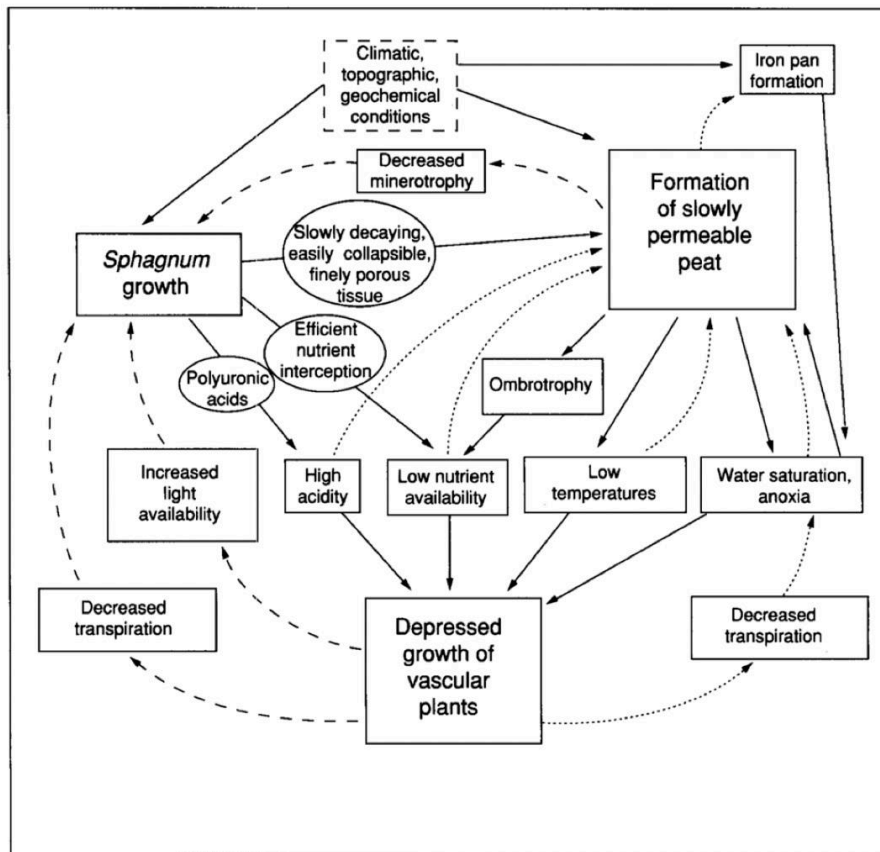 Climatic,
topographic,
geochemical
conditions
Iron pan
formation
Decreased
minerotrophy
Formation
of slowly
permeable
peat
Slowly decaying,
easily collapsible,
finely porous
tissue
Sphagnum
growth
Efficient
nutrient
interception
Polyuronic
acids
Ombrotrophy
Increased
light
availability
High
acidity
Low nutrient
availability
Low
temperatures
Water saturation,
anoxia
Decreased
transpiration
Depressed
growth of
vascular
plants
Decreased
transpiration